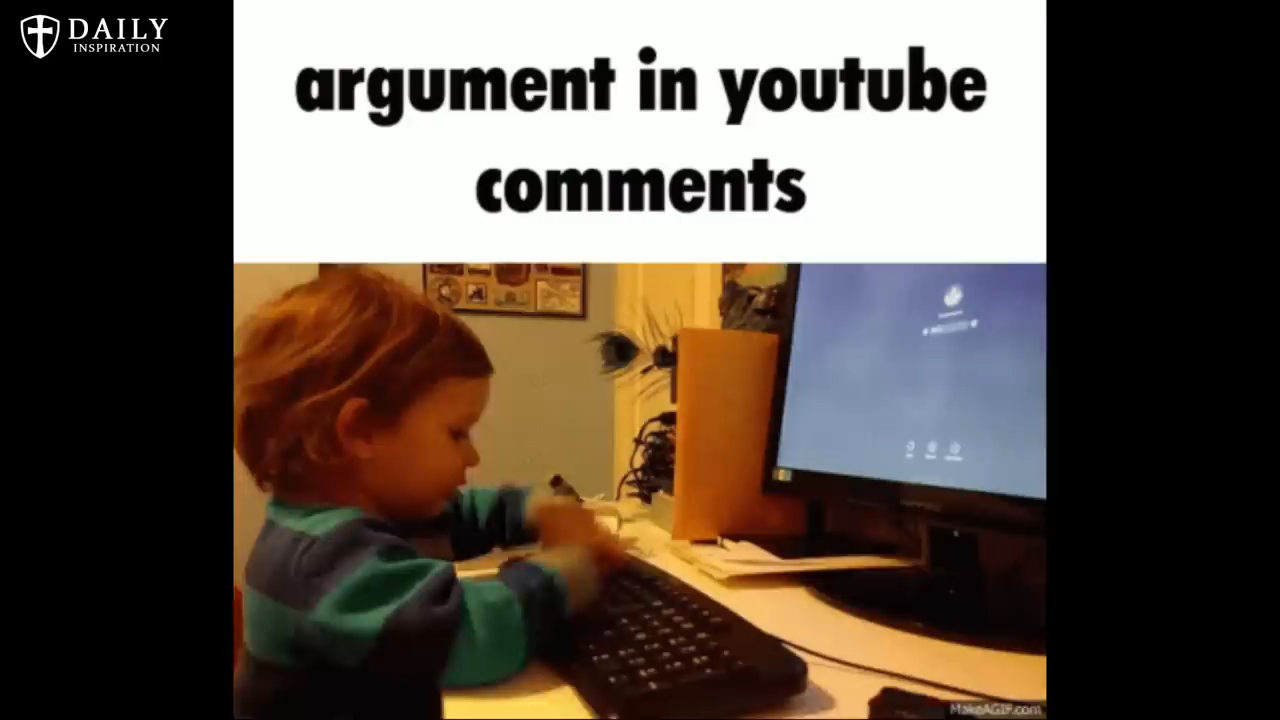 DAILY
INSPIRATION
argument in youtube
comments
MakeAGIF.com